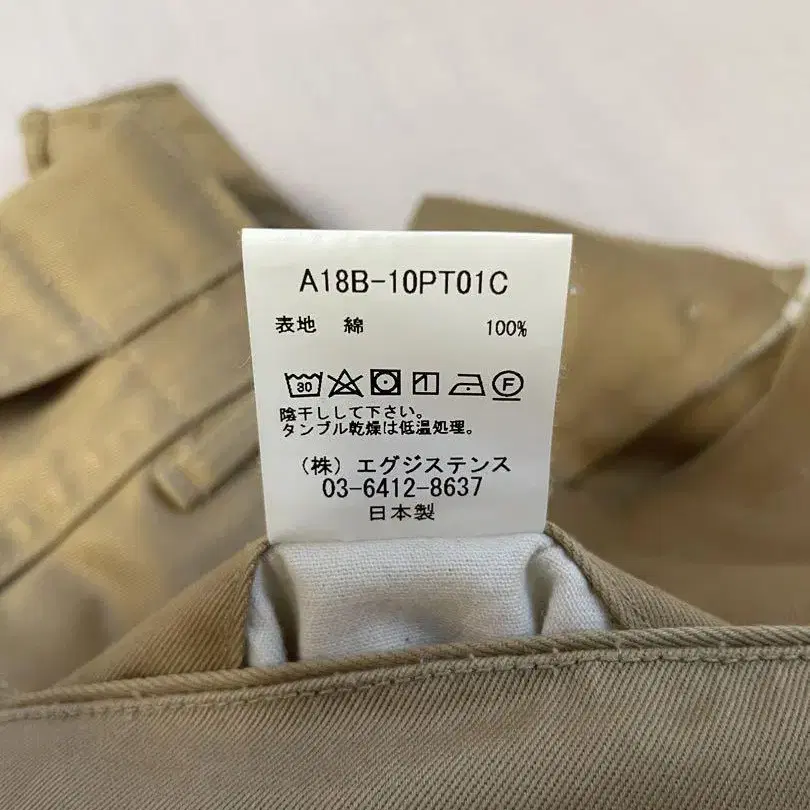 A18B-10PT01C
表地 綿 100%
30 F
陰干しして下さい。
タンブル乾燥は低温処理。
（株）エグジステンス
03-6412-8637
日本製